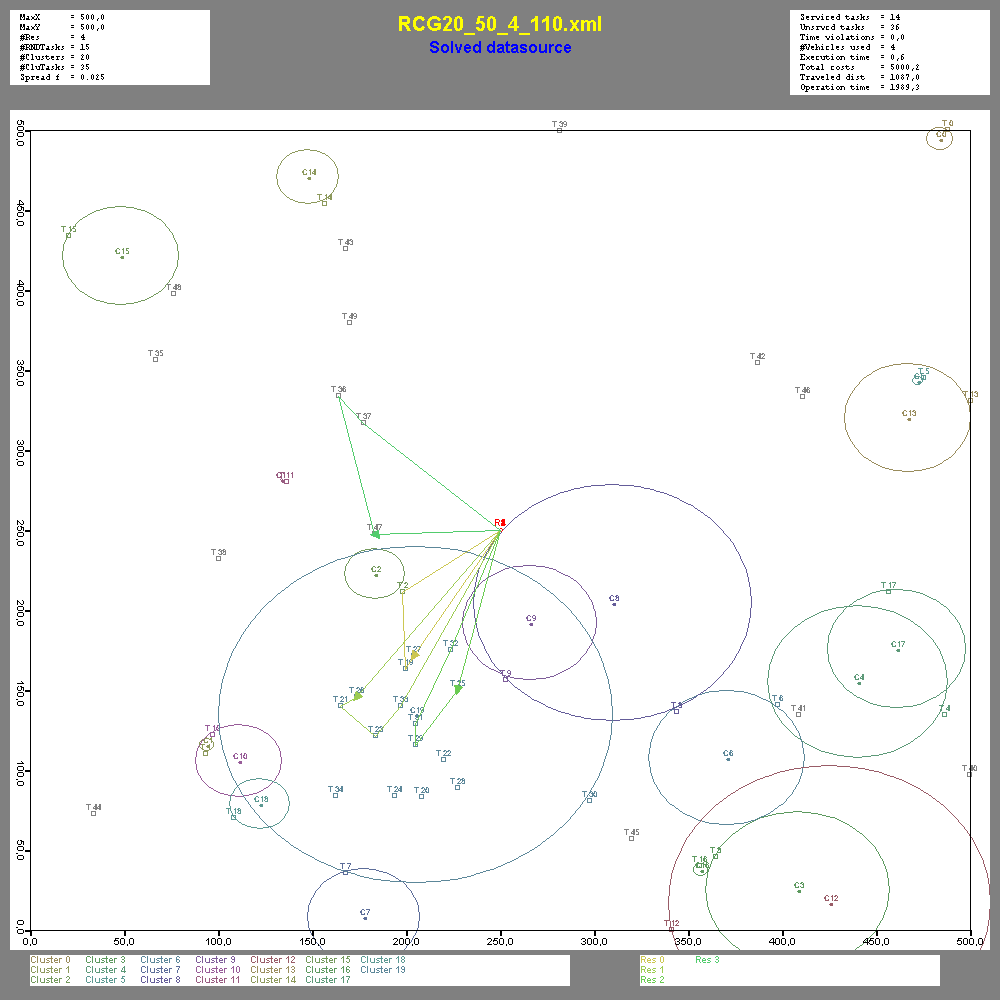 MaxX = 500,0
MaxY = 500,0
#Res = 4
#RNDTasks = 15
#Clusters = 20
#CluTasks = 35
Spread f = 0.025
RCG20_50_4_110.xml
Solved datasource
Serviced tasks = 14
Unsrvcd tasks = 36
Time violations = 0,0
#Vehicles used = 4
Execution time = 0,6
Total costs = 5000,2
Traveled dist = 1087,0
Operation time = 1989,3
T 39
T 0
C0
C14
T 14
T 15
C15
T 43
T 48
T 49
T 35
T 42
T 5
T 36
T 46
T 13
T 37
C13
T 47
T 38
C2
T 2
T 17
C8
C9
T 32
T 27
C17
T 19
T 9
C4
T 25
T 26
T 21
T 33
T 6
T 41
T 4
C19
T 23
T 10
T 29
T 22
C10
C6
T 40
T 28
T 34
T 24
T 20
T 30
C18
T 18
T 44
T 45
T 3
T 16
T 7
C3
C12
C7
T 12
500,0
450,0
400,0
350,0
300,0
250,0
200,0
150,0
100,0
50,0
0,0
0,0 50,0 100,0 150,0 200,0 250,0 300,0 350,0 400,0 450,0 500,0
Cluster 0 Cluster 3 Cluster 6 Cluster 9 Cluster 12 Cluster 15 Cluster 18
Cluster 1 Cluster 4 Cluster 7 Cluster 10 Cluster 13 Cluster 16 Cluster 19
Cluster 2 Cluster 5 Cluster 8 Cluster 11 Cluster 14 Cluster 17
Res 0 Res 3
Res 1
Res 2